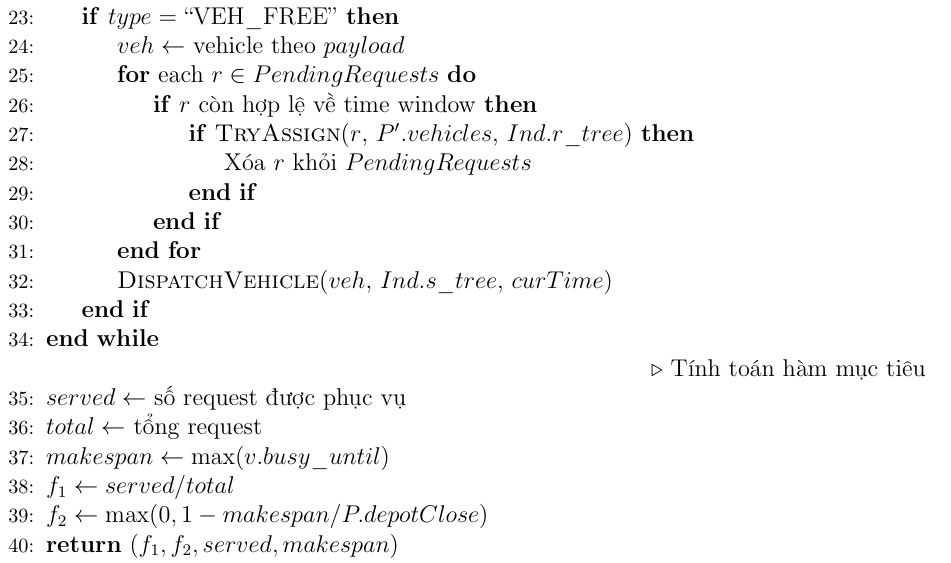 23: if type = “VEH_FREE” then
24: veh ← vehicle theo payload
25: for each r ∈ PendingRequests do
26: if r còn hợp lệ về time window then
27: if TryAssign(r, P′.vehicles, Ind.r_tree) then
28: Xóa r khỏi PendingRequests
29: end if
30: end if
31: end for
32: DispatchVehicle(veh, Ind.s_tree, curTime)
33: end if
34: end while
▷ Tính toán hàm mục tiêu
35: served ← số request được phục vụ
36: total ← tổng request
37: makespan ← max(v.busy_until)
38: f₁ ← served/total
39: f₂ ← max(0, 1 − makespan/P.depotClose)
40: return (f₁, f₂, served, makespan)